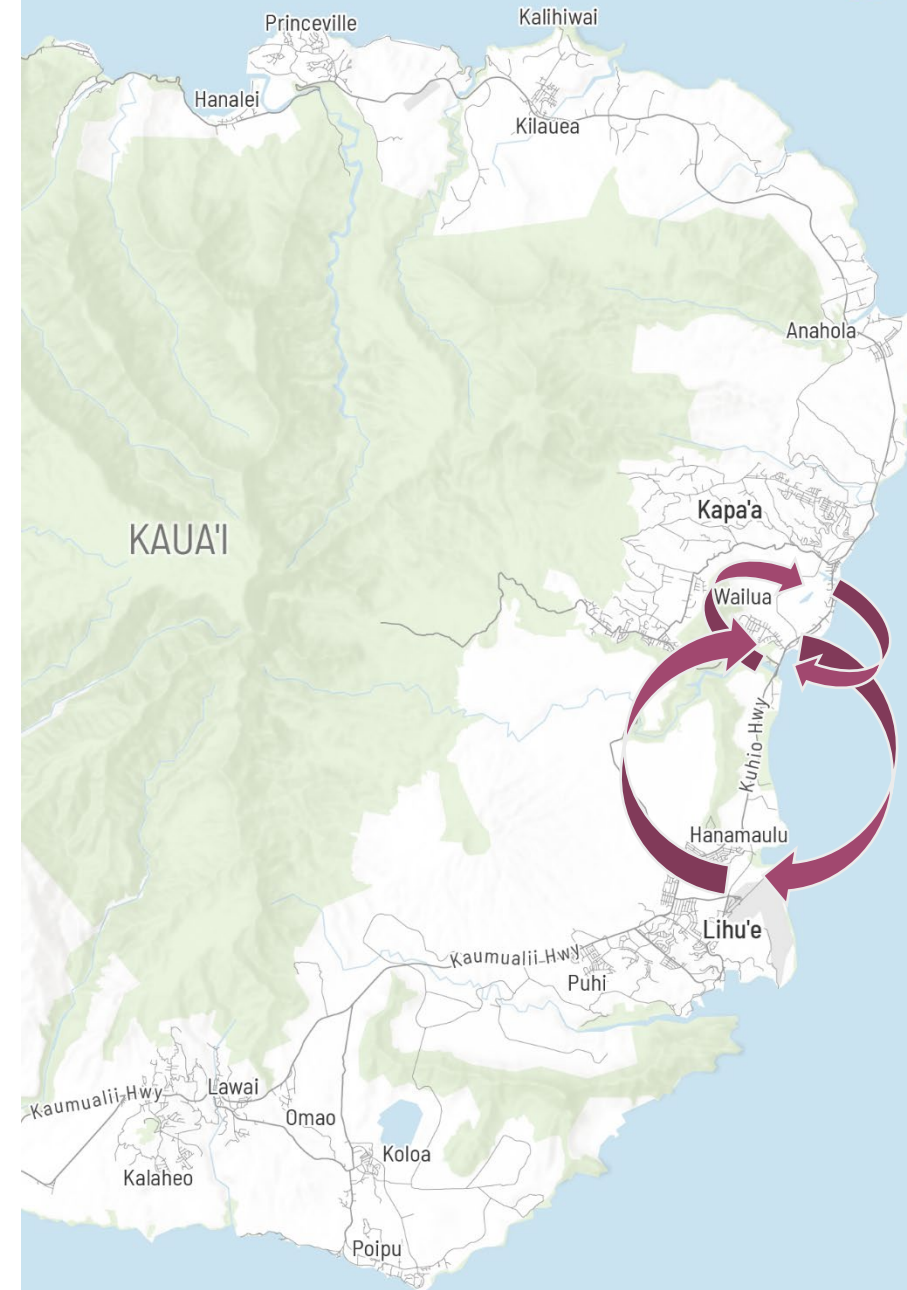 Kalihiwai
Princeville
Hanalei
Kilauea
Anahola
Kapa'a
KAUA'I
Wailua
Kuhio Hwy
Hanamaulu
Lihu'e
Kaumualii Hwy
Puhi
Lawai
Kaumualii Hwy
Omao
Koloa
Kalaheo
Poipu